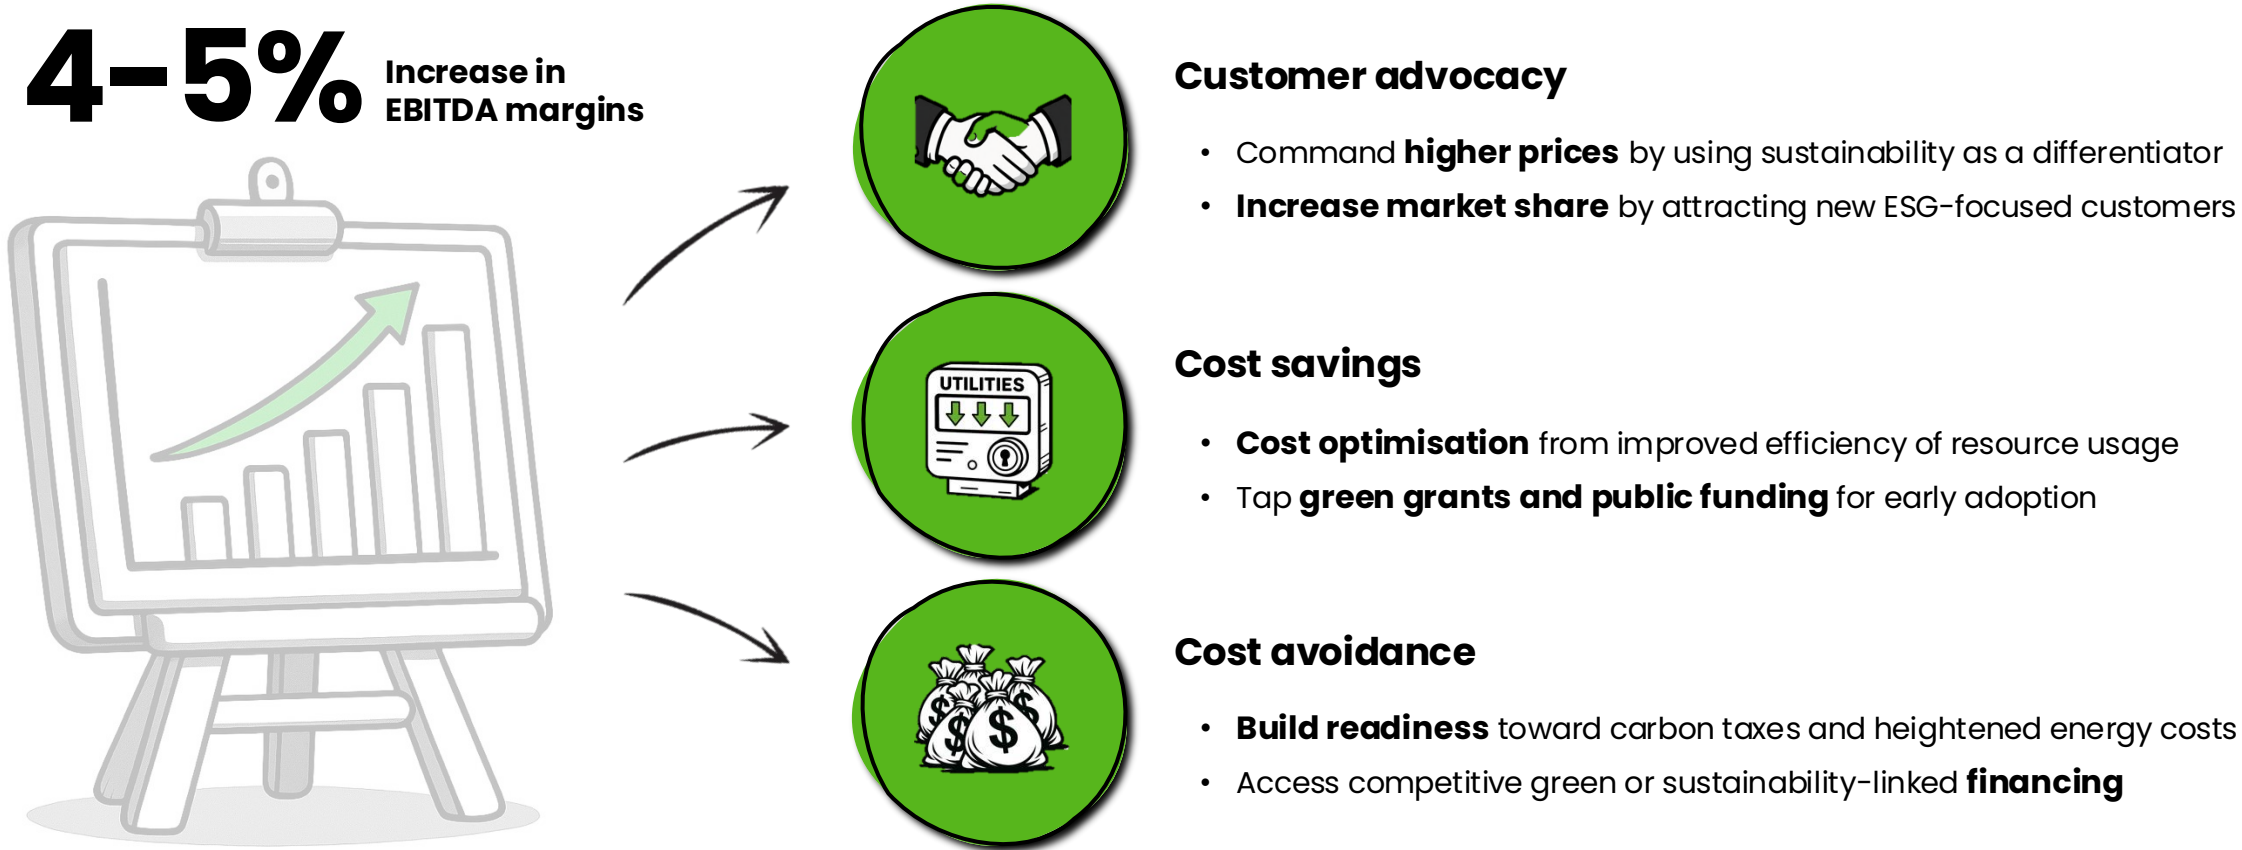 4–5%
Increase in
EBITDA margins
Customer advocacy
• Command higher prices by using sustainability as a differentiator
• Increase market share by attracting new ESG-focused customers
UTILITIES
Cost savings
• Cost optimisation from improved efficiency of resource usage
• Tap green grants and public funding for early adoption
$ $ $ $
Cost avoidance
• Build readiness toward carbon taxes and heightened energy costs
• Access competitive green or sustainability-linked financing